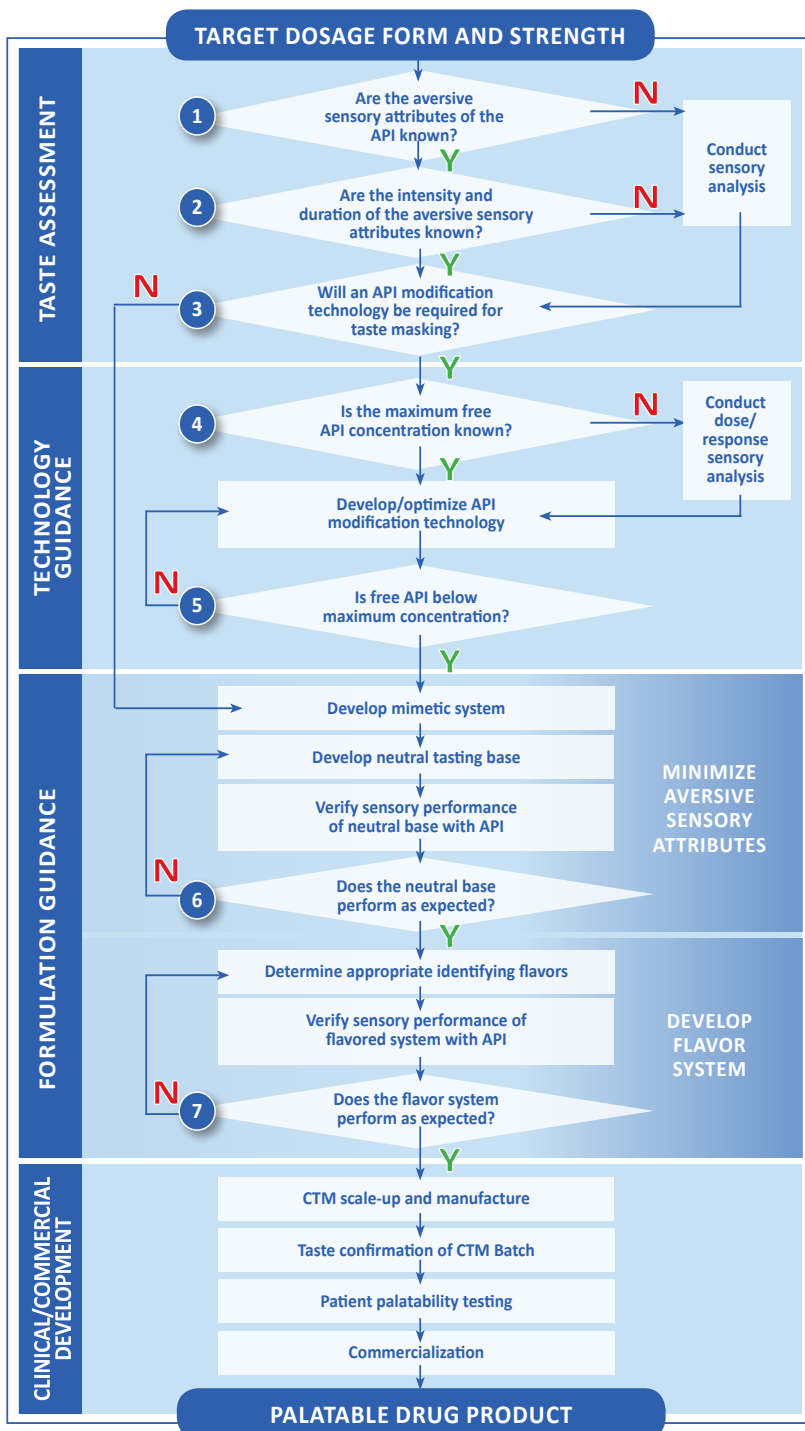 TARGET DOSAGE FORM AND STRENGTH
TASTE ASSESSMENT
1
Are the aversive
sensory attributes of the
API known?
N
Y
Conduct
sensory
analysis
2
Are the intensity and
duration of the aversive sensory
attributes known?
N
Y
N
3
Will an API modification
technology be required for
taste masking?
Y
TECHNOLOGY
GUIDANCE
4
Is the maximum free
API concentration known?
N
Y
Conduct
dose/
response
sensory
analysis
Develop/optimize API
modification technology
N
5
Is free API below
maximum concentration?
Y
FORMULATION GUIDANCE
Develop mimetic system
Develop neutral tasting base
Verify sensory performance
of neutral base with API
MINIMIZE
AVERSIVE
SENSORY
ATTRIBUTES
N
6
Does the neutral base
perform as expected?
Y
Determine appropriate identifying flavors
Verify sensory performance of
flavored system with API
DEVELOP
FLAVOR
SYSTEM
N
7
Does the flavor system
perform as expected?
Y
CLINICAL/COMMERCIAL
DEVELOPMENT
CTM scale-up and manufacture
Taste confirmation of CTM Batch
Patient palatability testing
Commercialization
PALATABLE DRUG PRODUCT